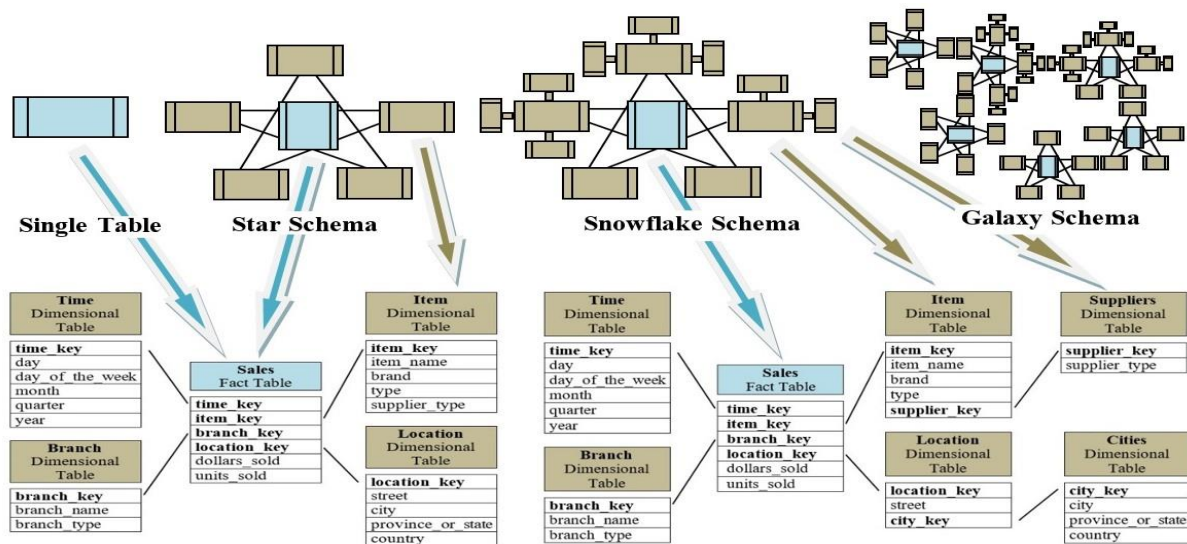 Single Table
Star Schema
Snowflake Schema
Galaxy Schema
Time
Dimensional
Table
time_key
day
day_of_the_week
month
quarter
year
Branch
Dimensional
Table
branch_key
branch_name
branch_type
Sales
Fact Table
time_key
item_key
branch_key
location_key
dollars_sold
units_sold
Item
Dimensional
Table
item_key
item_name
brand
type
supplier_type
Location
Dimensional
Table
location_key
street
city
province_or_state
country
Time
Dimensional
Table
time_key
day
day_of_the_week
month
quarter
year
Branch
Dimensional
Table
branch_key
branch_name
branch_type
Sales
Fact Table
time_key
item_key
branch_key
location_key
dollars_sold
units_sold
Item
Dimensional
Table
item_key
item_name
brand
type
supplier_key
Location
Dimensional
Table
location_key
street
city_key
Suppliers
Dimensional
Table
supplier_key
supplier_type
Cities
Dimensional
Table
city_key
city
province_or_state
country